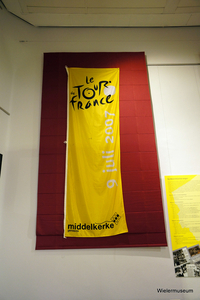 le
TOUR
de
france
9 juli 2007
middelkerke
Wielermuseum